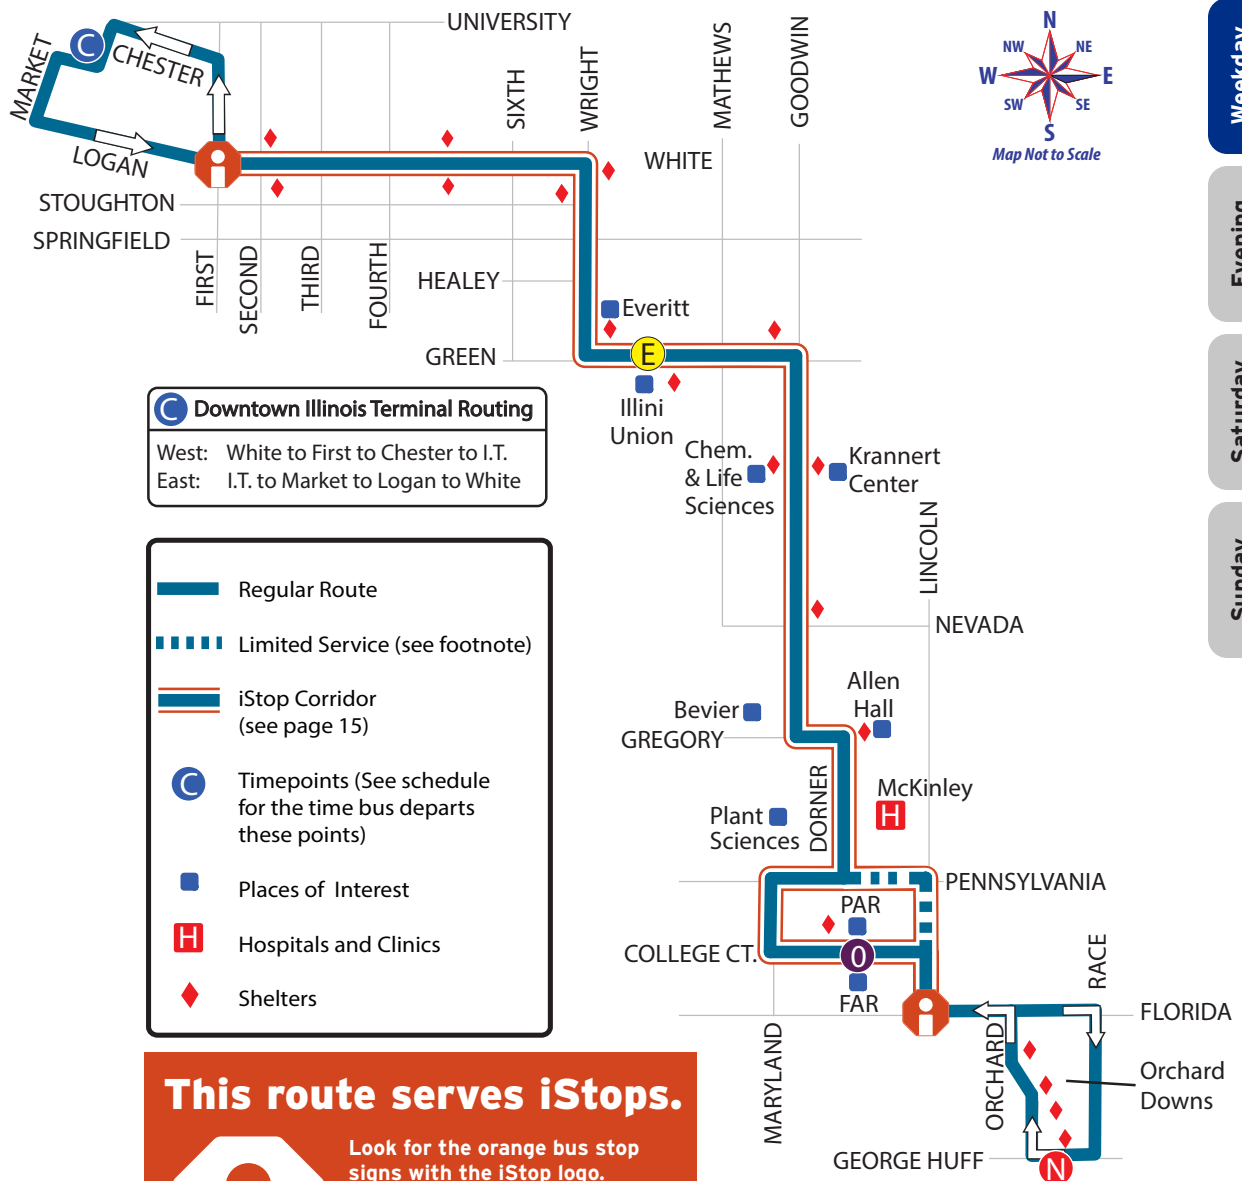 UNIVERSITY
C
CHESTER
MARKET
LOGAN
STOUGHTON
SPRINGFIELD
FIRST
SECOND
THIRD
FOURTH
SIXTH
WRIGHT
MATHEWS
GOODWIN
WHITE
HEALEY
GREEN
Everitt
E
Illini
Union
N
NW
NE
W
E
SW
SE
S
Map Not to Scale
Weekday
Evening
Saturday
Sunday
C Downtown Illinois Terminal Routing
West: White to First to Chester to I.T.
East: I.T. to Market to Logan to White
Chem.
& Life
Sciences
Krannert
Center
LINCOLN
NEVADA
Allen
Hall
Bevier
GREGORY
DORNER
McKinley
H
Plant
Sciences
PENNSYLVANIA
PAR
COLLEGE CT.
O
FAR
MARYLAND
RACE
FLORIDA
ORCHARD
Orchard
Downs
GEORGE HUFF
N
Regular Route
Limited Service (see footnote)
iStop Corridor
(see page 15)
C
Timepoints (See schedule
for the time bus departs
these points)
Places of Interest
H
Hospitals and Clinics
Shelters
This route serves iStops.
Look for the orange bus stop
signs with the iStop logo.